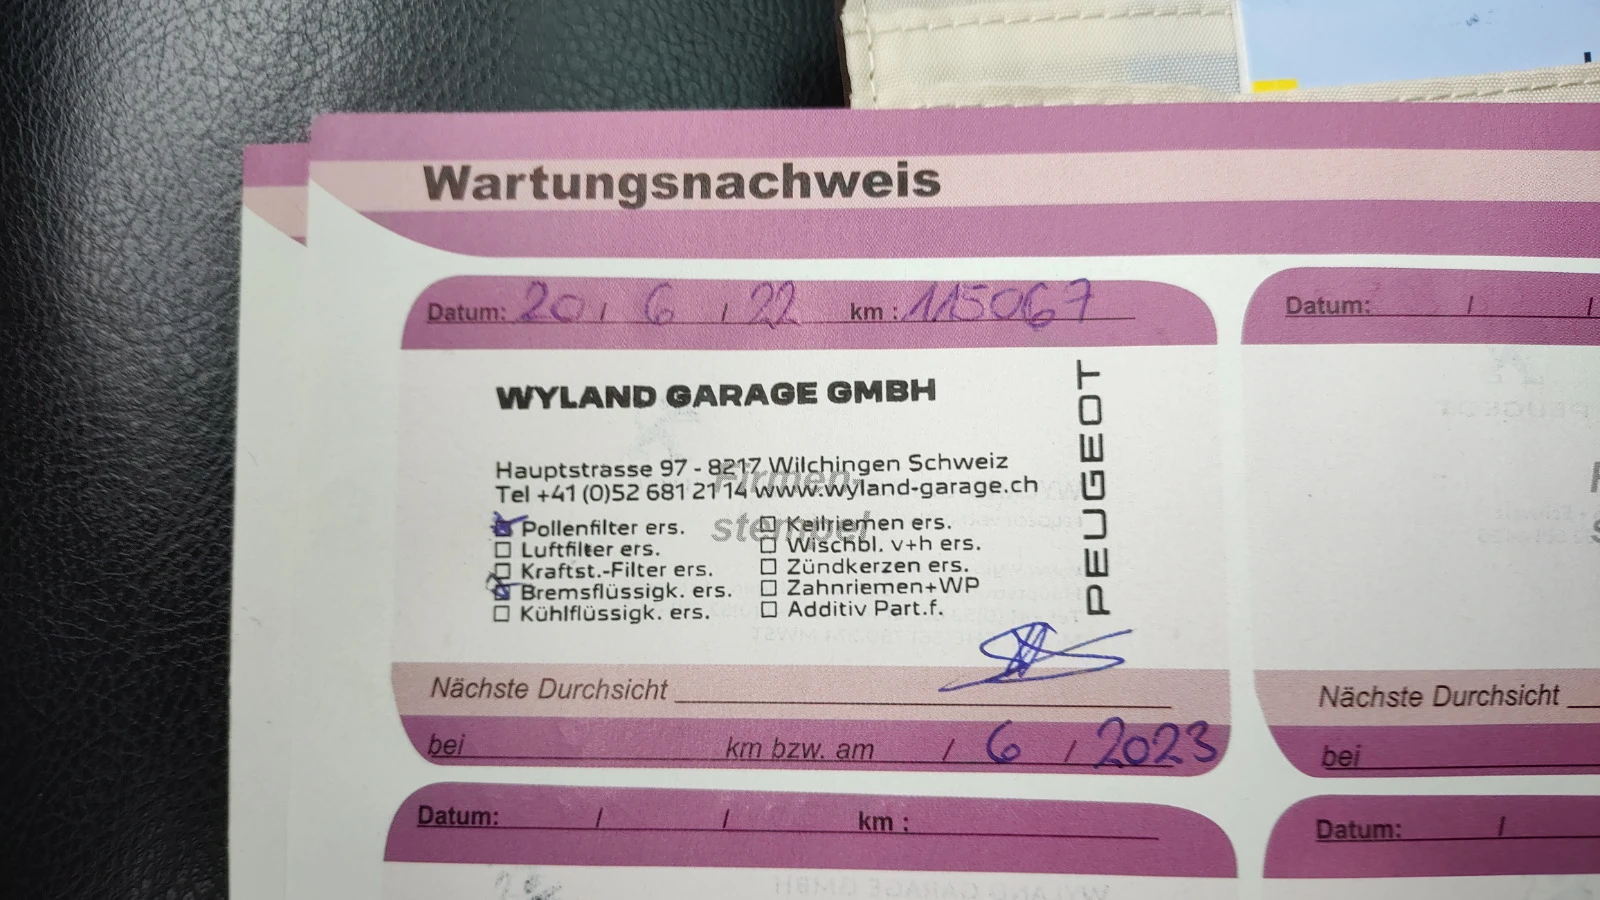 Wartungsnachweis
Datum: 20 / 6 / 22 km : 115067
WYLAND GARAGE GMBH
Hauptstrasse 97 - 8217 Wilchingen Schweiz
Tel +41 (0)52 681 21 14 www.wyland-garage.ch
Firmen-
stempel
Pollenfilter ers.
Luftfilter ers.
Kraftst.-Filter ers.
Bremsflüssigk. ers.
Kühlflüssigk. ers.
Keilriemen ers.
Wischbl. v+h ers.
Zündkerzen ers.
Zahnriemen+WP
Additiv Part.f.
PEUGEOT
Nächste Durchsicht
bei km bzw. am / 6 / 2023
Datum: / /
Nächste Durchsicht
bei
Datum: / / km :
Datum: /